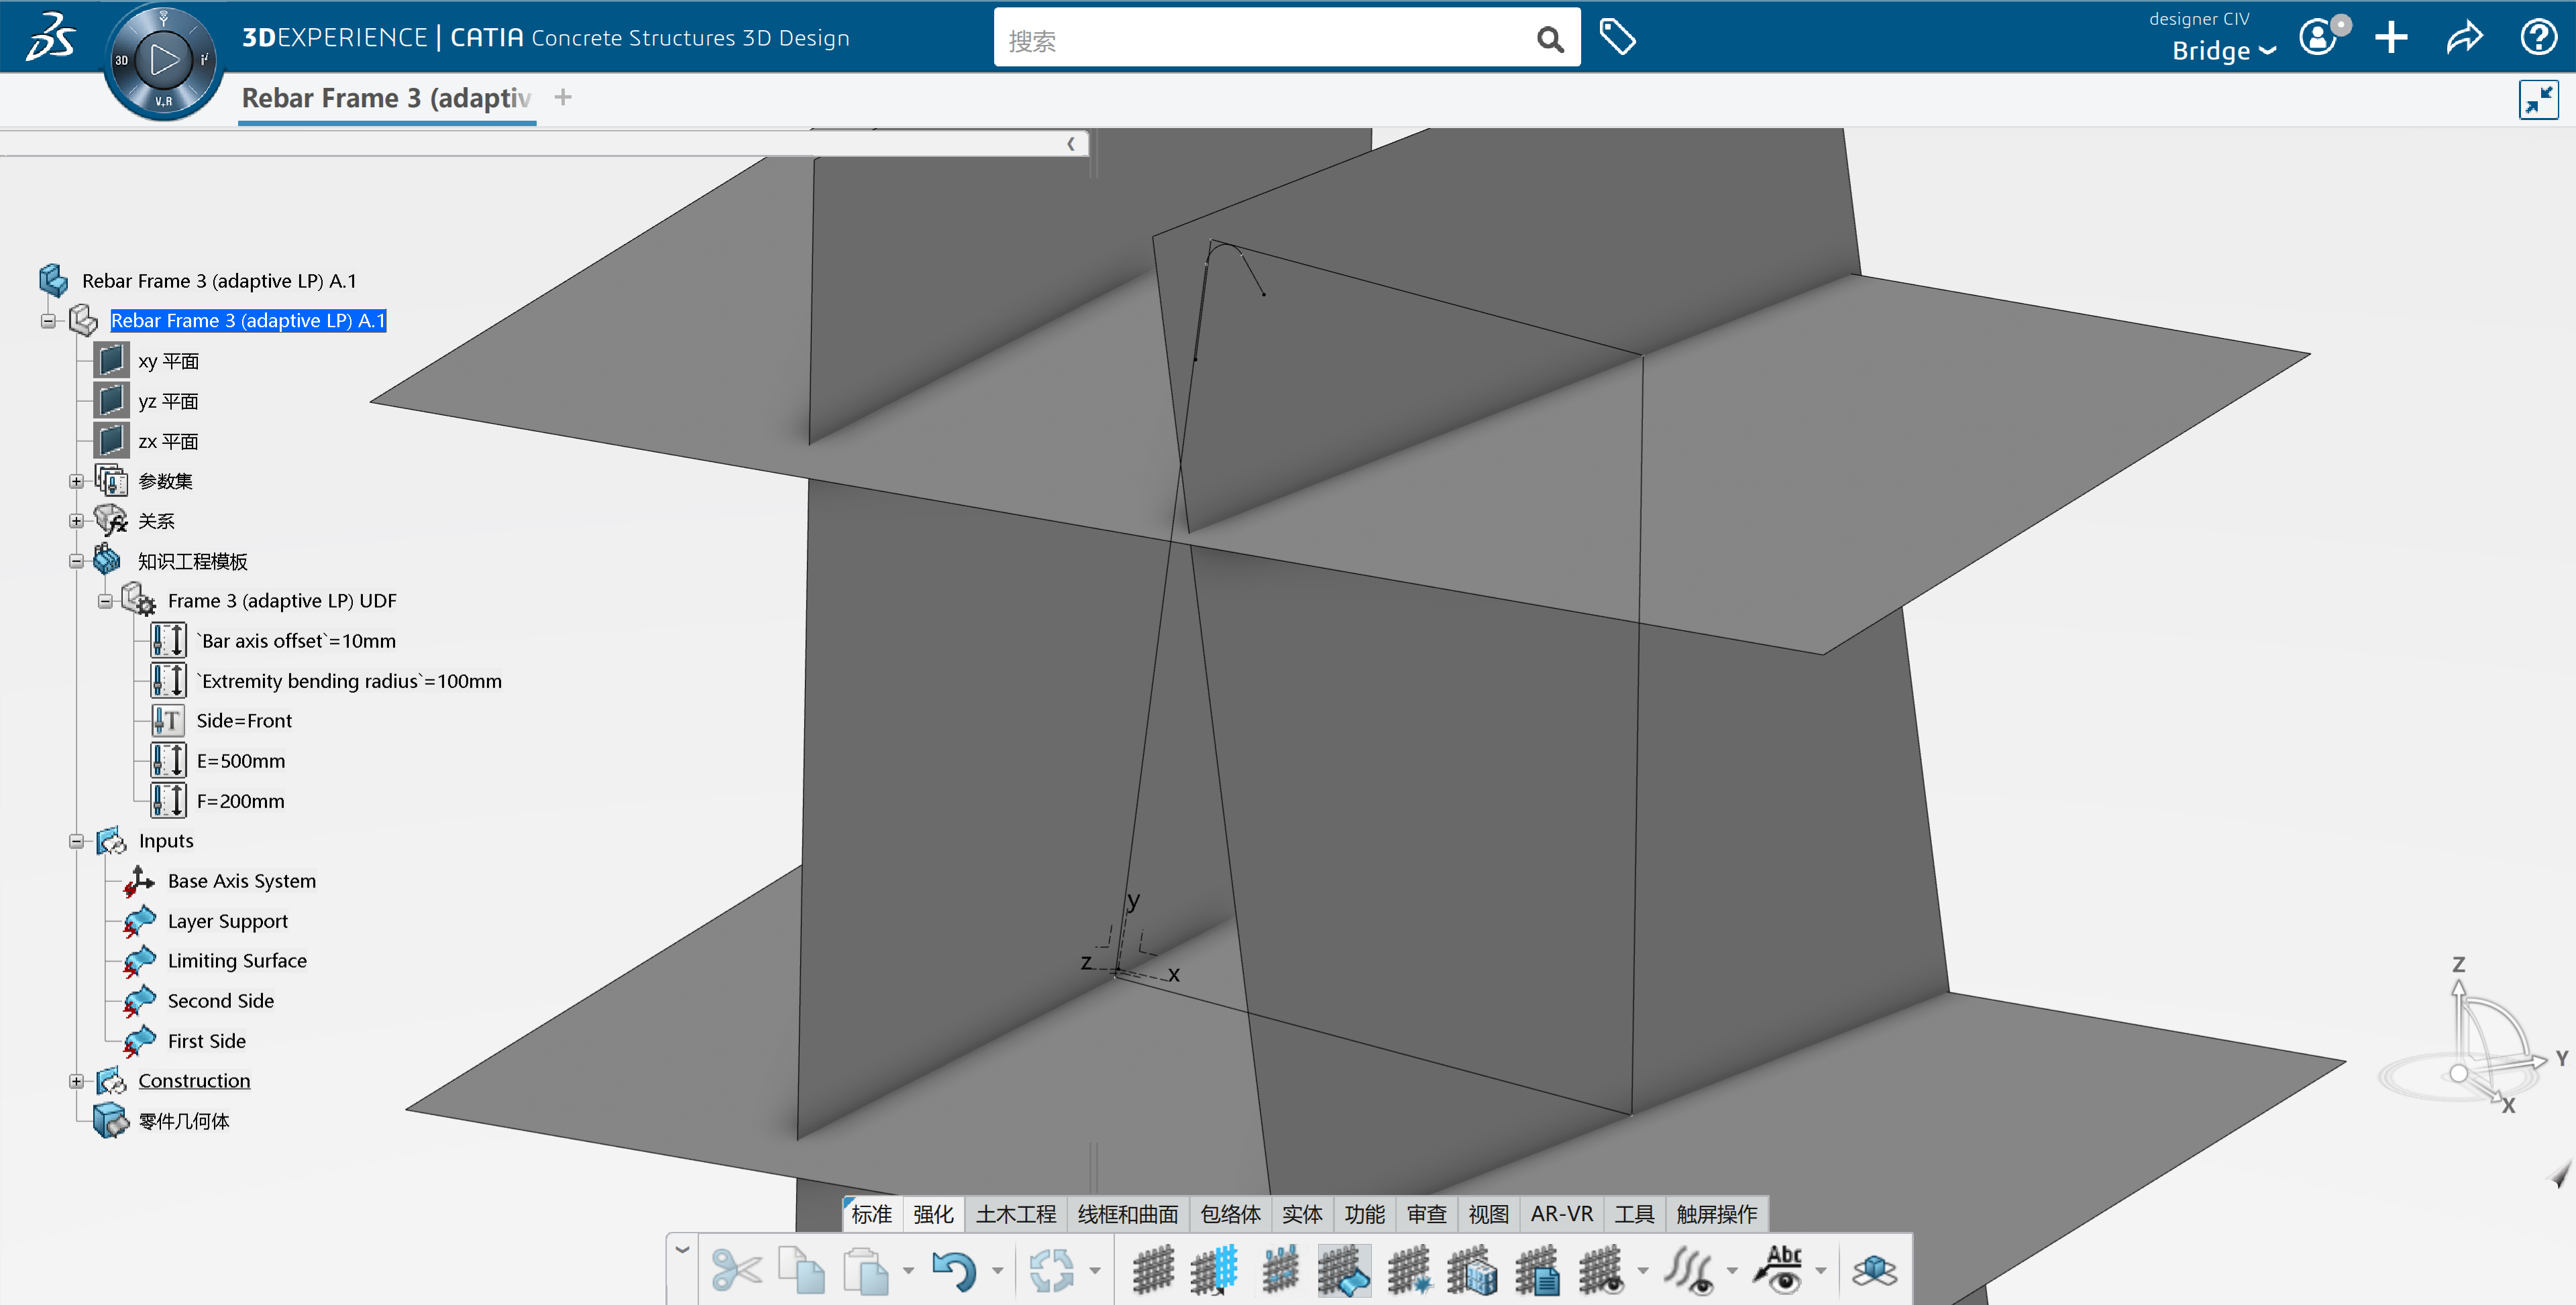 3DEXPERIENCE | CATIA Concrete Structures 3D Design
搜索
designer CIV
Bridge
3D
V,R
Rebar Frame 3 (adaptiv
Rebar Frame 3 (adaptive LP) A.1
Rebar Frame 3 (adaptive LP) A.1
xy 平面
yz 平面
zx 平面
参数集
关系
知识工程模板
Frame 3 (adaptive LP) UDF
`Bar axis offset`=10mm
`Extremity bending radius`=100mm
Side=Front
E=500mm
F=200mm
Inputs
Base Axis System
Layer Support
Limiting Surface
Second Side
First Side
Construction
零件几何体
y
z
x
Z
Y
X
标准 强化 土木工程 线框和曲面 包络体 实体 功能 审查 视图 AR-VR 工具 触屏操作
Abc